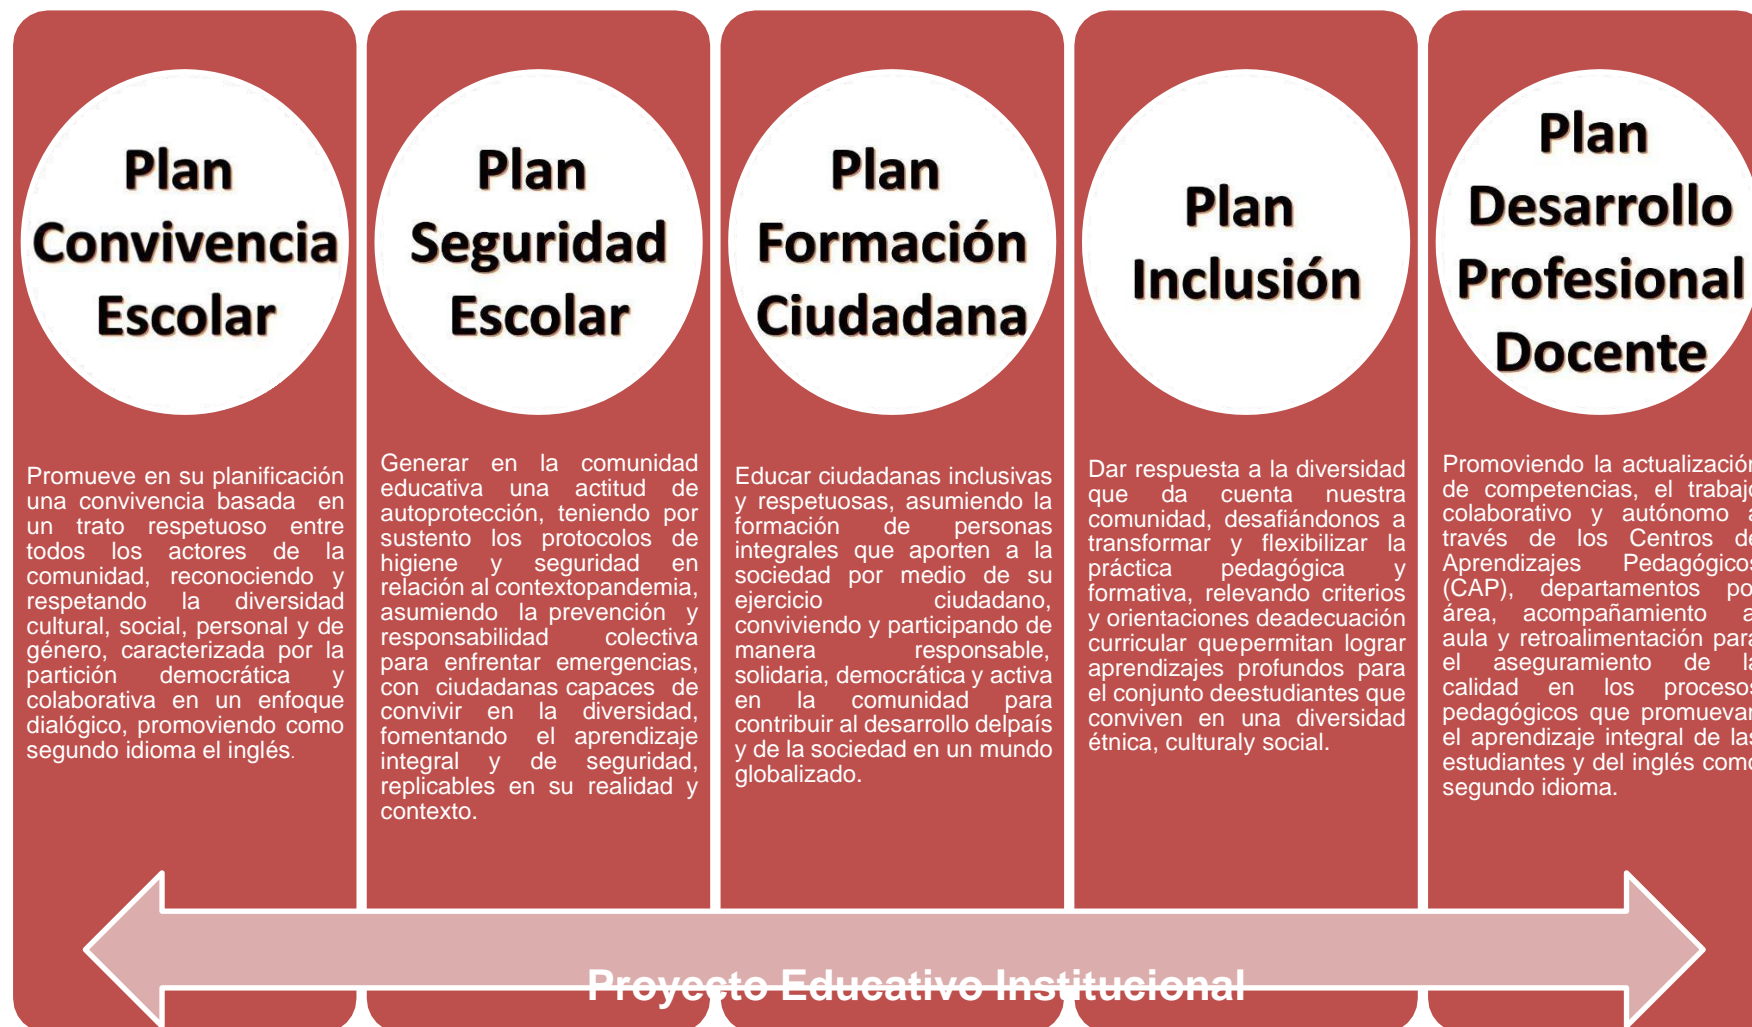 Plan
Convivencia
Escolar
Promueve en su planificación
una convivencia basada en
un trato respetuoso entre
todos los actores de la
comunidad, reconociendo y
respetando la diversidad
cultural, social, personal y de
género, caracterizada por la
partición democrática y
colaborativa en un enfoque
dialógico, promoviendo como
segundo idioma el inglés.
Plan
Seguridad
Escolar
Generar en la comunidad
educativa una actitud de
autoprotección, teniendo por
sustento los protocolos de
higiene y seguridad en
relación al contextopandemia,
asumiendo la prevención y
responsabilidad colectiva
para enfrentar emergencias,
con ciudadanas capaces de
convivir en la diversidad,
fomentando el aprendizaje
integral y de seguridad,
replicables en su realidad y
contexto.
Plan
Formación
Ciudadana
Educar ciudadanas inclusivas
y respetuosas, asumiendo la
formación de personas
integrales que aporten a la
sociedad por medio de su
ejercicio ciudadano,
conviviendo y participando de
manera responsable,
solidaria, democrática y activa
en la comunidad para
contribuir al desarrollo delpaís
y de la sociedad en un mundo
globalizado.
Plan
Inclusión
Dar respuesta a la diversidad
que da cuenta nuestra
comunidad, desafiándonos a
transformar y flexibilizar la
práctica pedagógica y
formativa, relevando criterios
y orientaciones deadecuación
curricular quepermitan lograr
aprendizajes profundos para
el conjunto deestudiantes que
conviven en una diversidad
étnica, culturaly social.
Plan
Desarrollo
Profesional
Docente
Promoviendo la actualización
de competencias, el trabajo
colaborativo y autónomo a
través de los Centros de
Aprendizajes Pedagógicos
(CAP), departamentos por
área, acompañamiento al
aula y retroalimentación para
el aseguramiento de la
calidad en los procesos
pedagógicos que promuevan
el aprendizaje integral de las
estudiantes y del inglés como
segundo idioma.
Proyecto Educativo Institucional